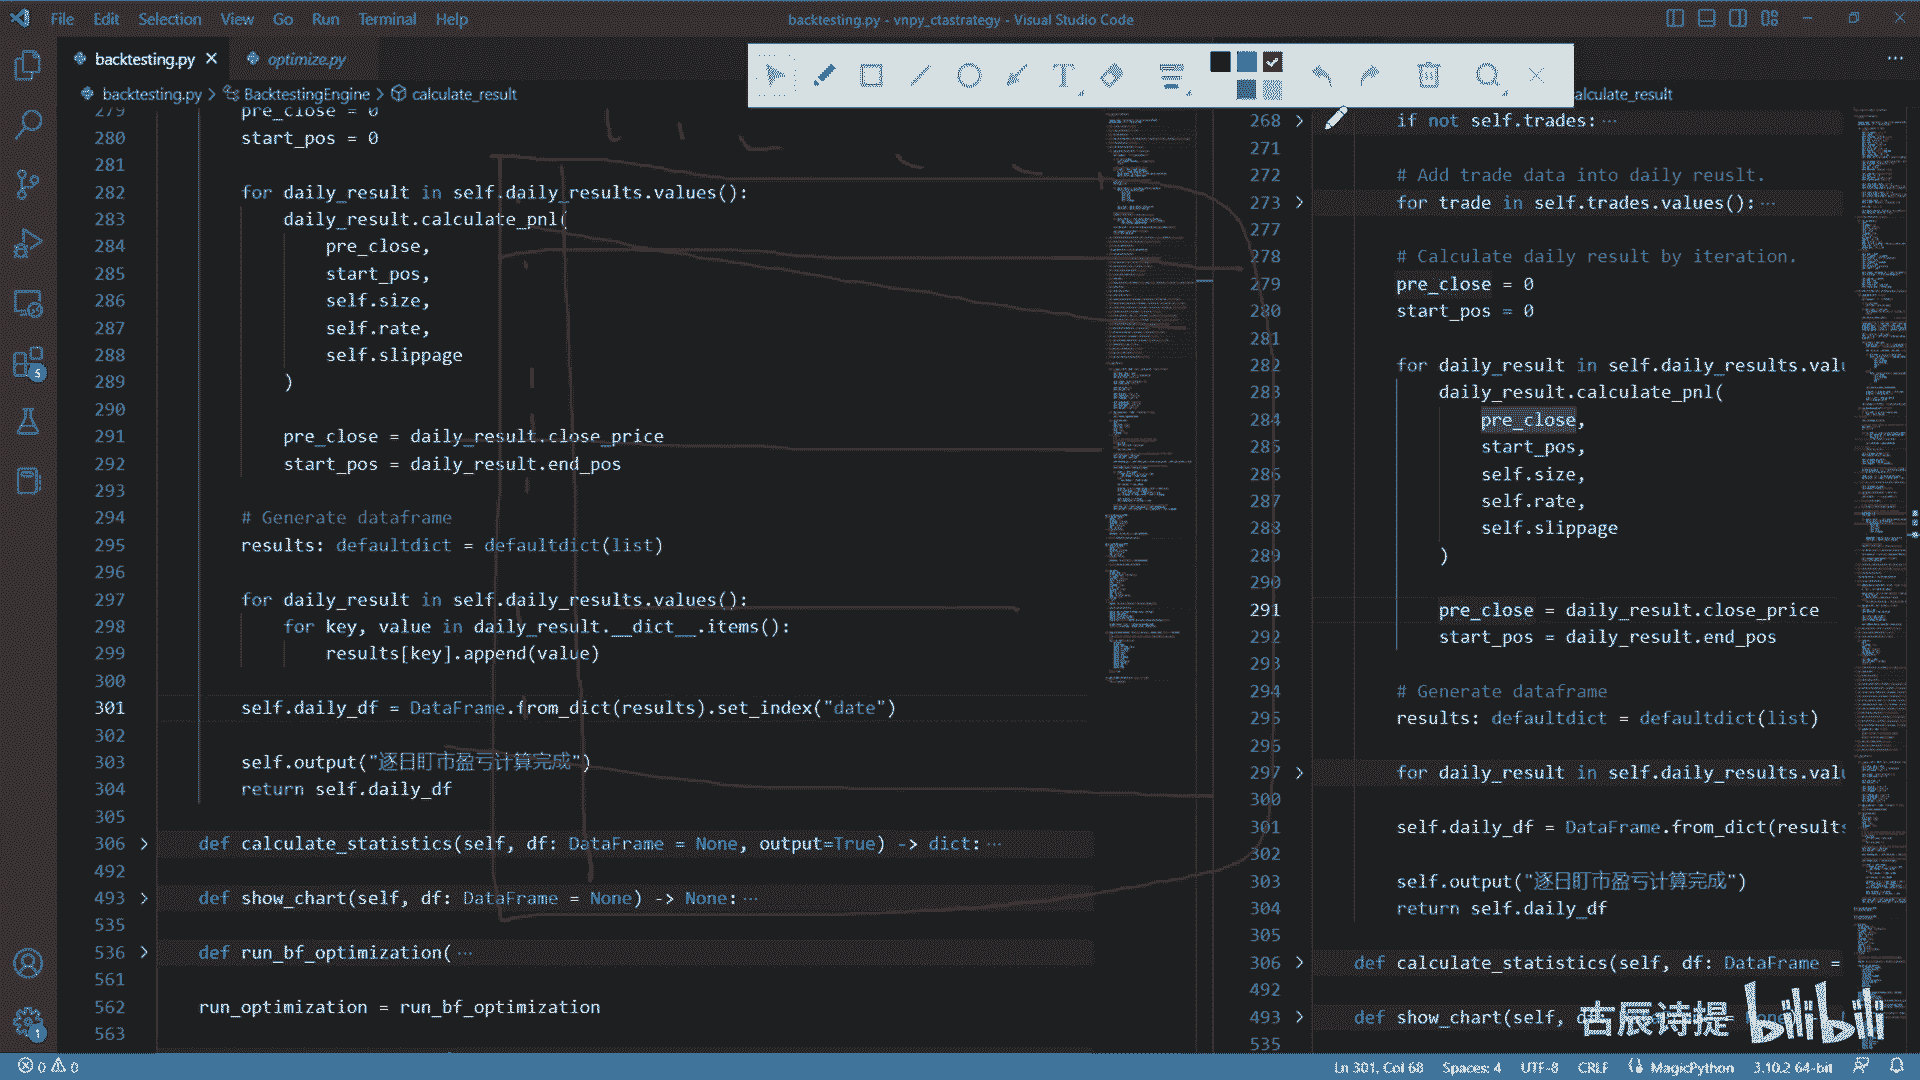 File Edit Selection View Go Run Terminal Help
backtesting.py - vnpy_ctastrategy - Visual Studio Code
backtesting.py
optimize.py
backtesting.py > BacktestingEngine > calculate_result
279 pre_close = 0
280 start_pos = 0
281
282 for daily_result in self.daily_results.values():
283 daily_result.calculate_pnl(
284 pre_close,
285 start_pos,
286 self.size,
287 self.rate,
288 self.slippage
289 )
290
291 pre_close = daily_result.close_price
292 start_pos = daily_result.end_pos
293
294 # Generate dataframe
295 results: defaultdict = defaultdict(list)
296
297 for daily_result in self.daily_results.values():
298 for key, value in daily_result.__dict__.items():
299 results[key].append(value)
300
301 self.daily_df = DataFrame.from_dict(results).set_index("date")
302
303 self.output("逐日盯市盈亏计算完成")
304 return self.daily_df
305
306 def calculate_statistics(self, df: DataFrame = None, output=True) -> dict:
492
493 def show_chart(self, df: DataFrame = None) -> None:
535
536 def run_bf_optimization(
561
562 run_optimization = run_bf_optimization
563
alculate_result
268 if not self.trades:
271
272 # Add trade data into daily reuslt.
273 for trade in self.trades.values():
277
278 # Calculate daily result by iteration.
279 pre_close = 0
280 start_pos = 0
281
282 for daily_result in self.daily_results.valu
283 daily_result.calculate_pnl(
284 pre_close,
285 start_pos,
286 self.size,
287 self.rate,
288 self.slippage
289 )
290
291 pre_close = daily_result.close_price
292 start_pos = daily_result.end_pos
293
294 # Generate dataframe
295 results: defaultdict = defaultdict(list)
296
297 for daily_result in self.daily_results.valu
300
301 self.daily_df = DataFrame.from_dict(results
302
303 self.output("逐日盯市盈亏计算完成")
304 return self.daily_df
305
306 def calculate_statistics(self, df: DataFrame =
492
493 def show_chart(self, d
535
古辰诗提 bilibili
5
1
0 0
Ln 301, Col 68 Spaces: 4 UTF-8 CRLF MagicPython 3.10.2 64-bit